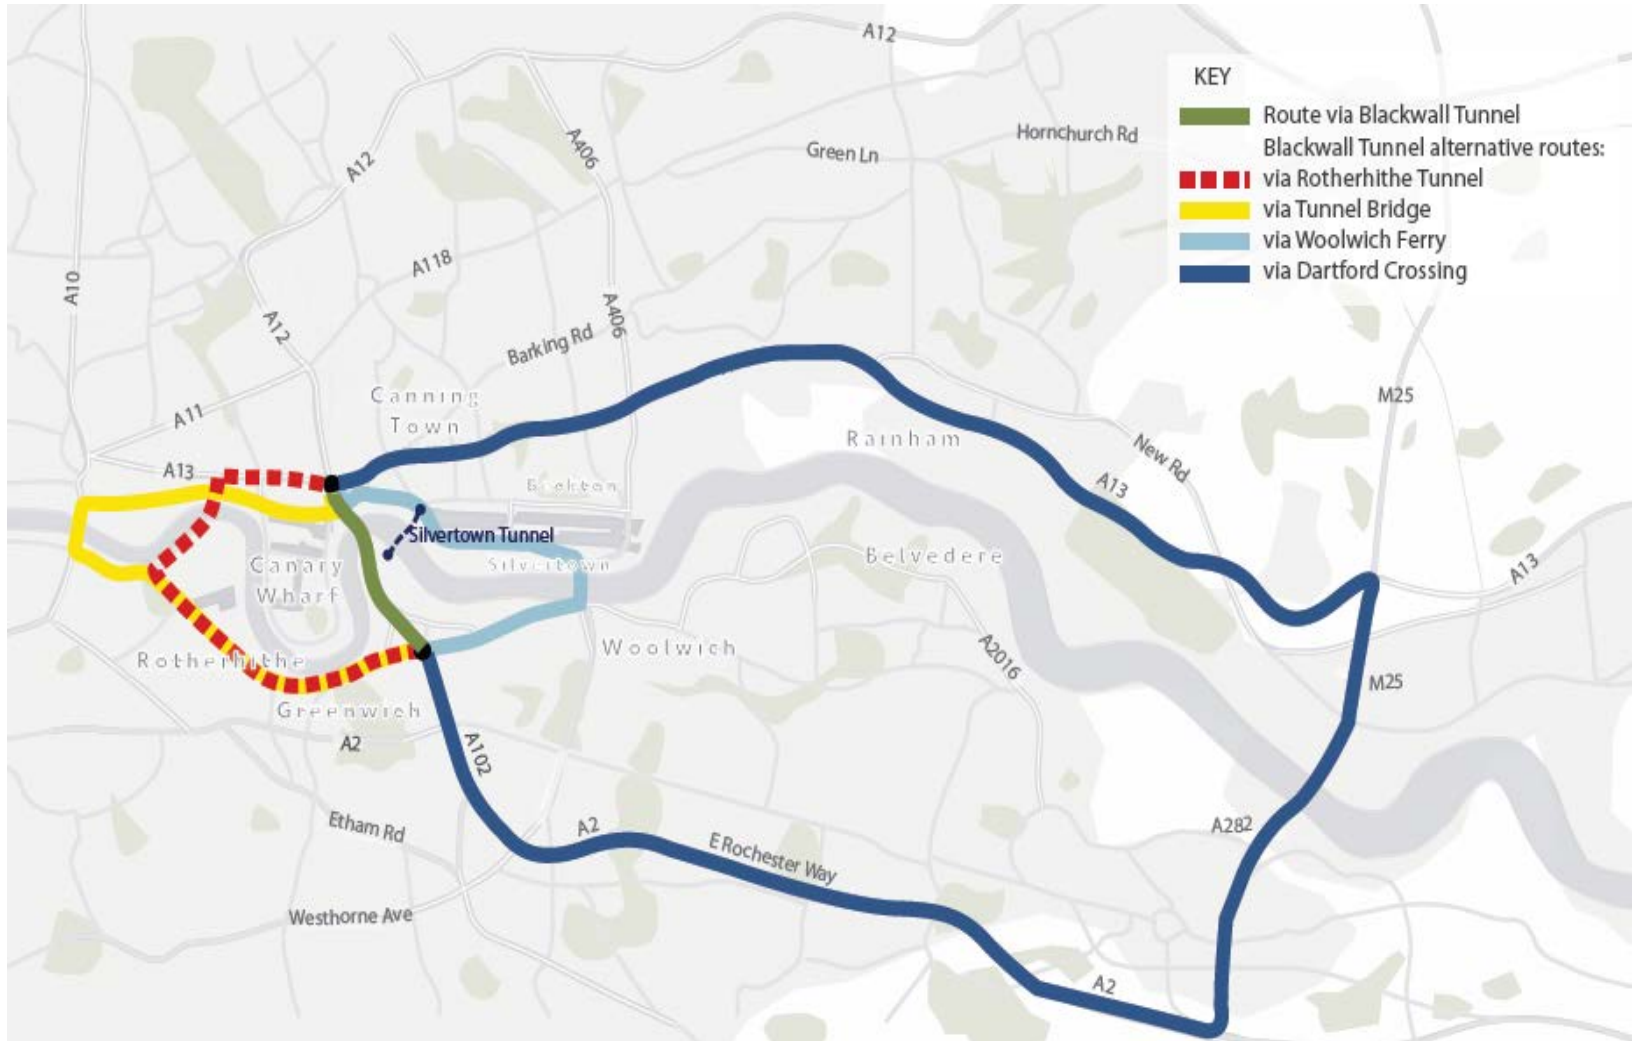 A12
KEY
Route via Blackwall Tunnel
Blackwall Tunnel alternative routes:
via Rotherhithe Tunnel
via Tunnel Bridge
via Woolwich Ferry
via Dartford Crossing
A406
Hornchurch Rd
Green Ln
A12
A118
A10
A406
A12
Barking Rd
M25
Canning
Town
A11
Rainham
New Rd
A13
A13
Beckton
Silvertown Tunnel
Silvertown
Canary
Wharf
Belvedere
A13
Rotherhithe
Woolwich
A2016
M25
Greenwich
A2
A102
Etham Rd
A2
E Rochester Way
A282
Westhorne Ave
A2